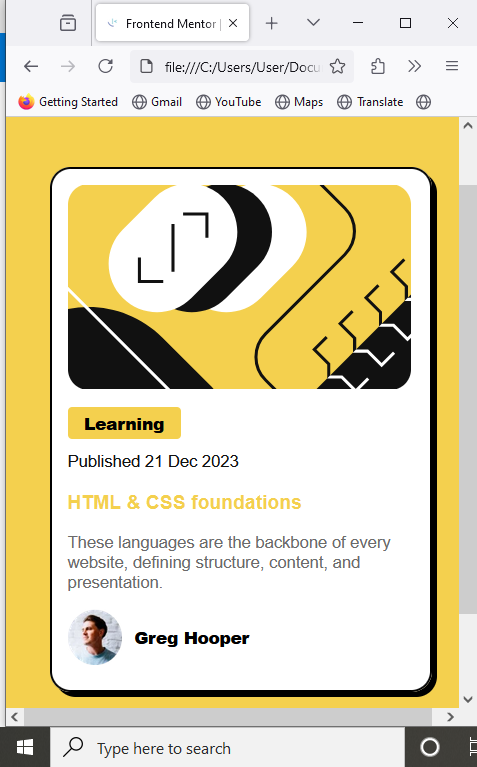 Frontend Mentor |
file:///C:/Users/User/Docu
Getting Started Gmail YouTube Maps Translate
Learning
Published 21 Dec 2023
HTML & CSS foundations
These languages are the backbone of every
website, defining structure, content, and
presentation.
Greg Hooper
Type here to search